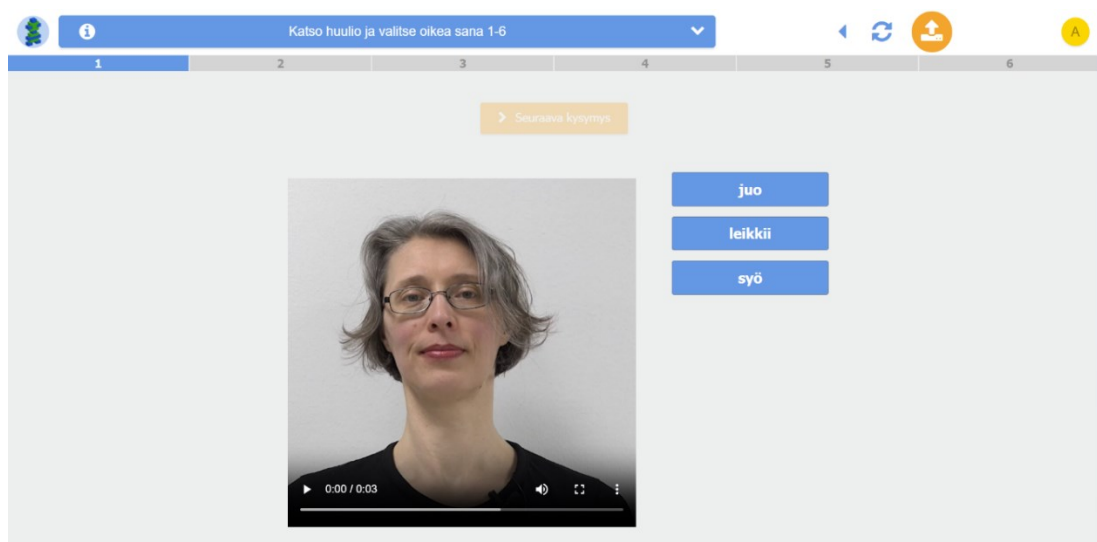 Katso huulio ja valitse oikea sana 1-6
A
1 2 3 4 5 6
Seuraava kysymys
juo
leikkii
syö
0:00 / 0:03